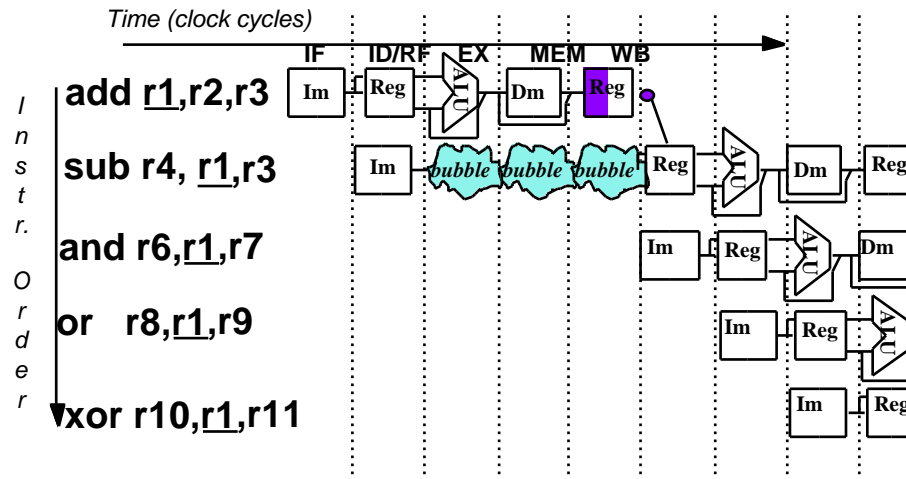 Time (clock cycles)
IF ID/RF EX MEM WB
Instr. Order
add r1,r2,r3
Im Reg ALU Dm Reg
sub r4, r1,r3
Im bubble bubble bubble Reg ALU Dm Reg
and r6,r1,r7
Im Reg ALU Dm
or r8,r1,r9
Im Reg ALU
xor r10,r1,r11
Im Reg